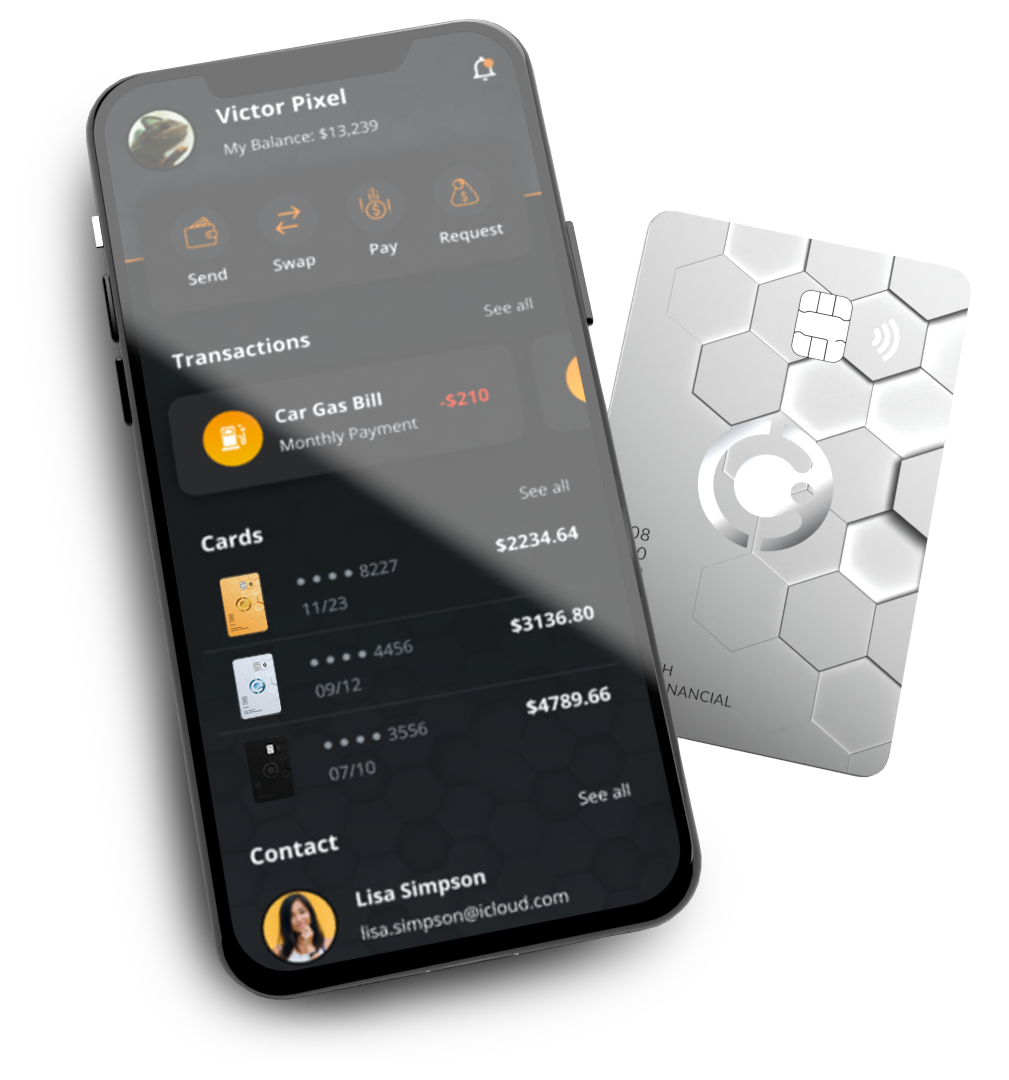 Victor Pixel
My Balance: $13,239
Send
Swap
Pay
Request
See all
Transactions
Car Gas Bill
-$210
Monthly Payment
See all
Cards
$2234.64
• • • • 8227
11/23
$3136.80
• • • • 4456
09/12
$4789.66
• • • • 3556
07/10
See all
Contact
Lisa Simpson
lisa.simpson@icloud.com
08
0
H
NANCIAL